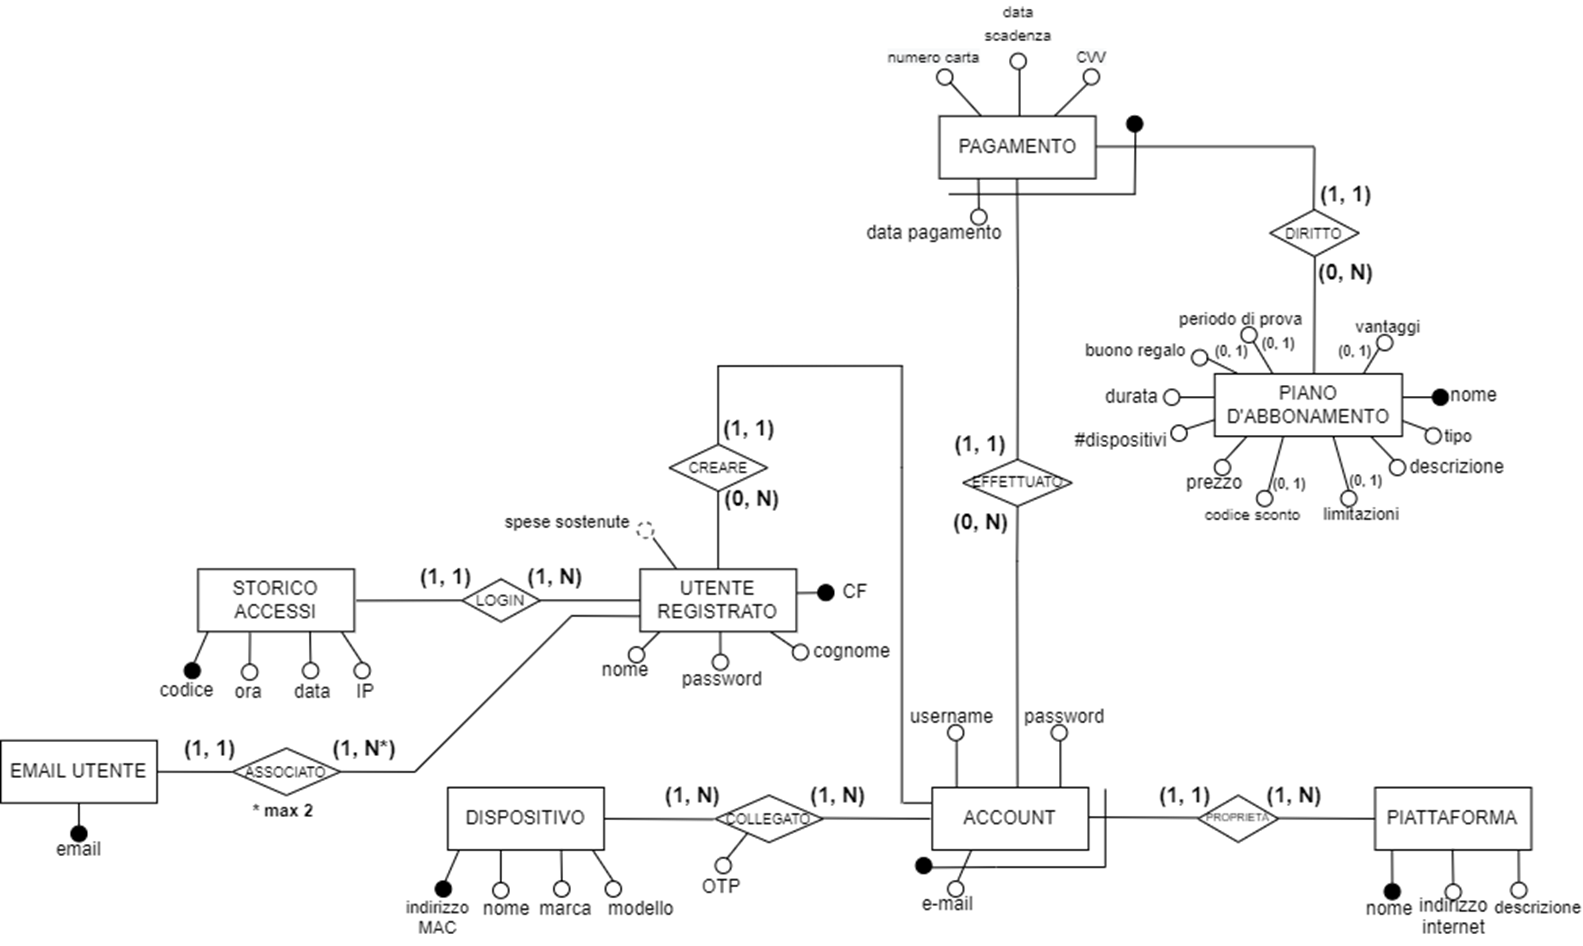 data
scadenza
numero carta
CVV
PAGAMENTO
data pagamento
(1, 1)
DIRITTO
(0, N)
periodo di prova
(0, 1)
vantaggi
(0, 1)
buono regalo
(0, 1)
durata
PIANO
D'ABBONAMENTO
nome
#dispositivi
tipo
prezzo
descrizione
(0, 1)
codice sconto
(0, 1)
limitazioni
(1, 1)
CREARE
(0, N)
(1, 1)
EFFETTUATO
(0, N)
spese sostenute
STORICO
ACCESSI
(1, 1)
LOGIN
(1, N)
UTENTE
REGISTRATO
CF
nome
password
cognome
codice
ora
data
IP
EMAIL UTENTE
(1, 1)
ASSOCIATO
(1, N*)
* max 2
email
username
password
DISPOSITIVO
(1, N)
COLLEGATO
(1, N)
OTP
ACCOUNT
(1, 1)
PROPRIETÀ
(1, N)
PIATTAFORMA
e-mail
indirizzo
MAC
nome
marca
modello
nome
indirizzo
internet
descrizione